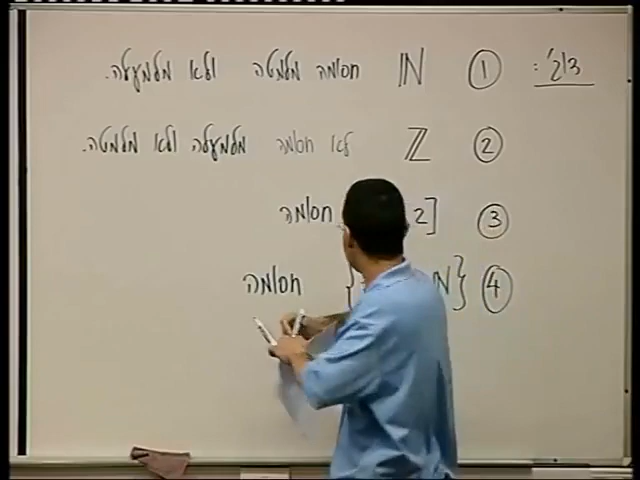 דוג': ① ℕ חסומה מלמטה ולא מלמעלה.
② ℤ לא חסומה מלמעלה ולא מלמטה.
③ 2] חסומה
④ { N} חסומה